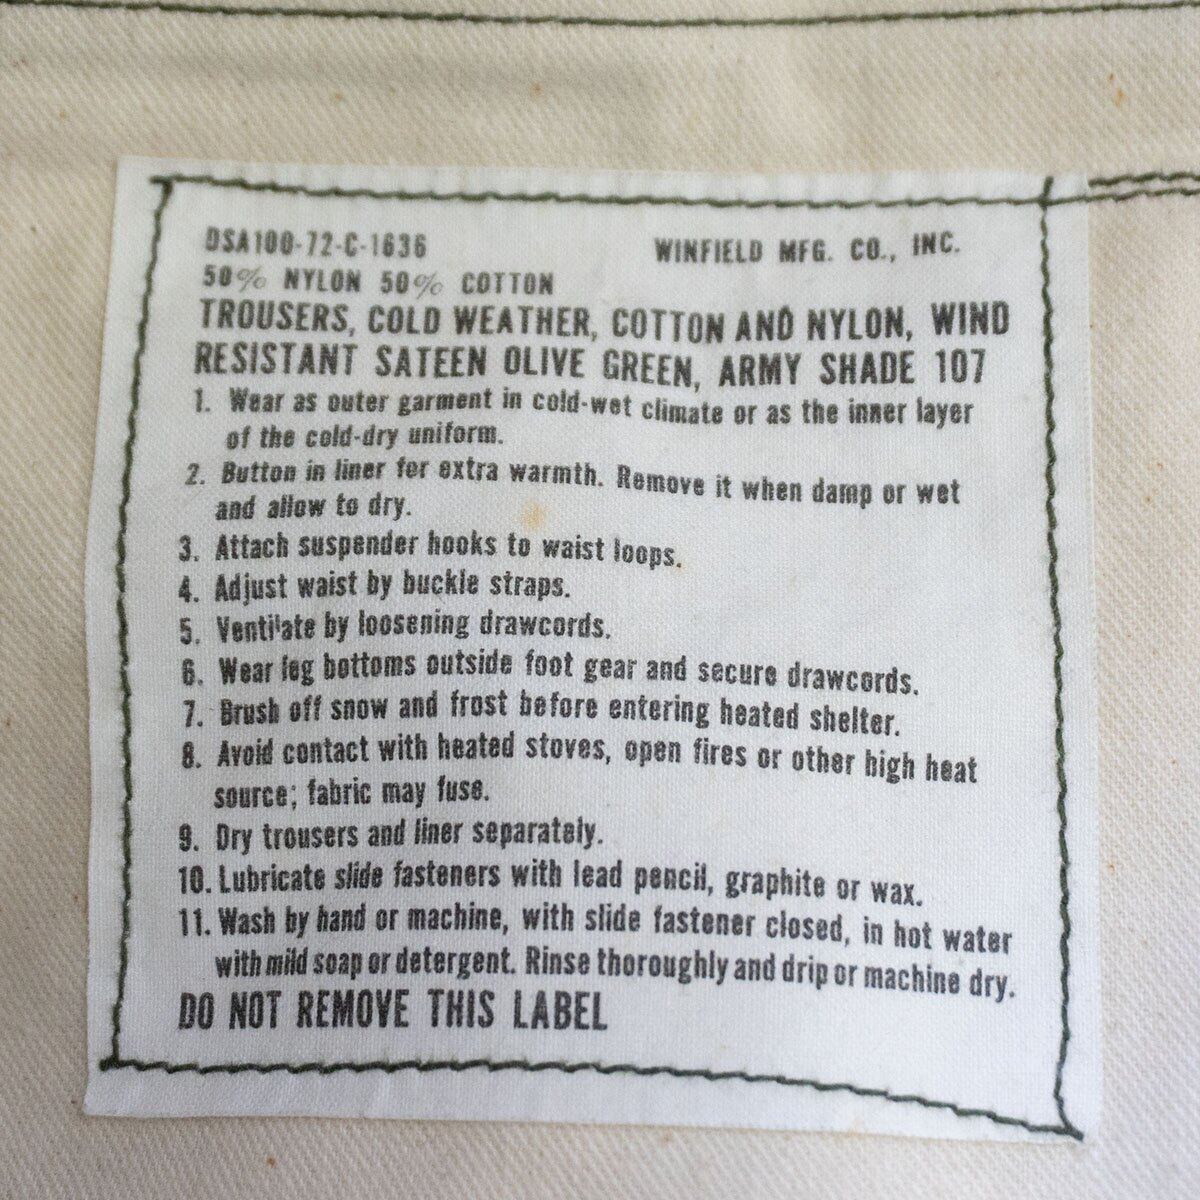 DSA100-72-C-1636 WINFIELD MFG. CO., INC.
50% NYLON 50% COTTON
TROUSERS, COLD WEATHER, COTTON AND NYLON, WIND
RESISTANT SATEEN OLIVE GREEN, ARMY SHADE 107
1. Wear as outer garment in cold-wet climate or as the inner layer
of the cold-dry uniform.
2. Button in liner for extra warmth. Remove it when damp or wet
and allow to dry.
3. Attach suspender hooks to waist loops.
4. Adjust waist by buckle straps.
5. Ventilate by loosening drawcords.
6. Wear leg bottoms outside foot gear and secure drawcords.
7. Brush off snow and frost before entering heated shelter.
8. Avoid contact with heated stoves, open fires or other high heat
source; fabric may fuse.
9. Dry trousers and liner separately.
10. Lubricate slide fasteners with lead pencil, graphite or wax.
11. Wash by hand or machine, with slide fastener closed, in hot water
with mild soap or detergent. Rinse thoroughly and drip or machine dry.
DO NOT REMOVE THIS LABEL